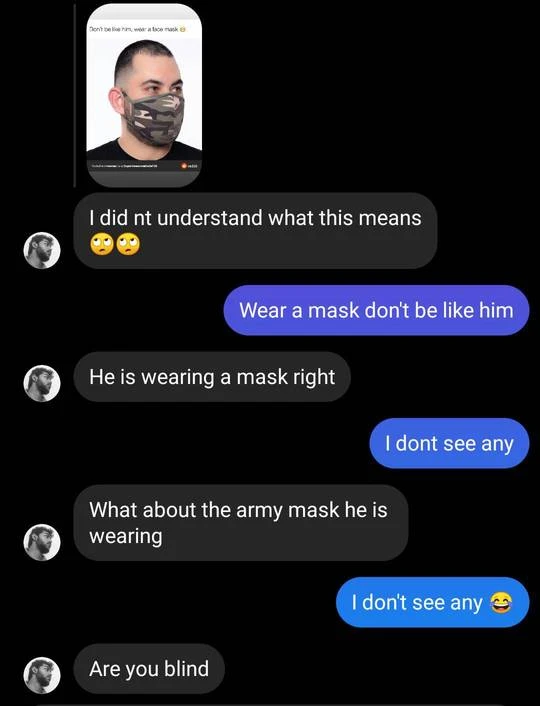 Don't be like him, wear a face mask 😂
I did nt understand what this means
🙄🙄
Wear a mask don't be like him
He is wearing a mask right
I dont see any
What about the army mask he is
wearing
I don't see any 😂
Are you blind